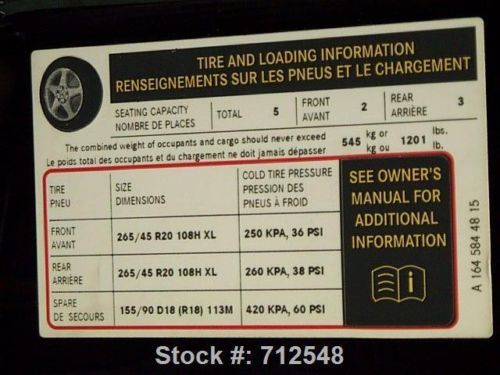 TIRE AND LOADING INFORMATION
RENSEIGNEMENTS SUR LES PNEUS ET LE CHARGEMENT
SEATING CAPACITY
NOMBRE DE PLACES
TOTAL 5
FRONT
AVANT
2
REAR
ARRIÈRE
3
The combined weight of occupants and cargo should never exceed
Le poids total des occupants et du chargement ne doit jamais dépasser
545 kg or
kg ou
1201 lbs.
lb.
TIRE
PNEU
SIZE
DIMENSIONS
COLD TIRE PRESSURE
PRESSION DES
PNEUS À FROID
FRONT
AVANT
265/45 R20 108H XL
250 KPA, 36 PSI
REAR
ARRIÈRE
265/45 R20 108H XL
260 KPA, 38 PSI
SPARE
DE SECOURS
155/90 D18 (R18) 113M
420 KPA, 60 PSI
SEE OWNER'S
MANUAL FOR
ADDITIONAL
INFORMATION
i
A 164 584 48 15
Stock #: 712548